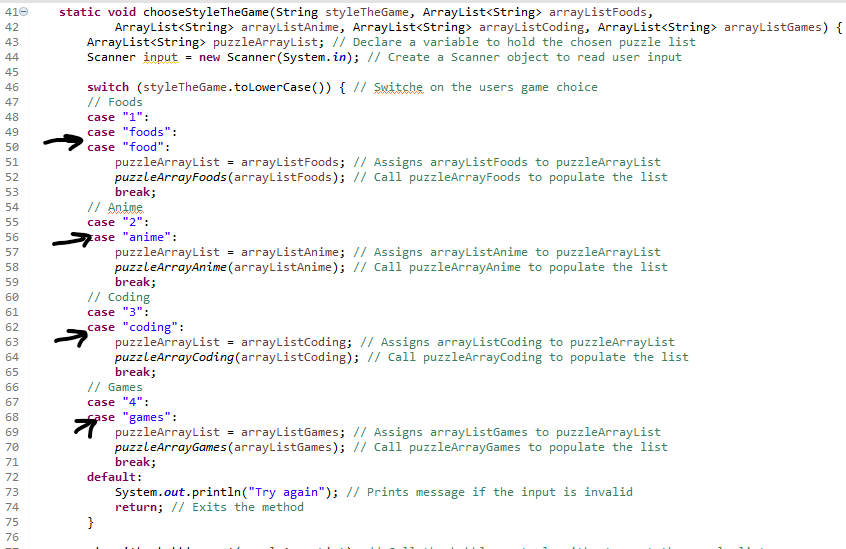 41 static void chooseStyleTheGame(String styleTheGame, ArrayList<String> arrayListFoods,
42 ArrayList<String> arrayListAnime, ArrayList<String> arrayListCoding, ArrayList<String> arrayListGames) {
43 ArrayList<String> puzzleArrayList; // Declare a variable to hold the chosen puzzle list
44 Scanner input = new Scanner(System.in); // Create a Scanner object to read user input
45
46 switch (styleTheGame.toLowerCase()) { // Switche on the users game choice
47 // Foods
48 case "1":
49 case "foods":
50 case "food":
51 puzzleArrayList = arrayListFoods; // Assigns arrayListFoods to puzzleArrayList
52 puzzleArrayFoods(arrayListFoods); // Call puzzleArrayFoods to populate the list
53 break;
54 // Anime
55 case "2":
56 case "anime":
57 puzzleArrayList = arrayListAnime; // Assigns arrayListAnime to puzzleArrayList
58 puzzleArrayAnime(arrayListAnime); // Call puzzleArrayAnime to populate the list
59 break;
60 // Coding
61 case "3":
62 case "coding":
63 puzzleArrayList = arrayListCoding; // Assigns arrayListCoding to puzzleArrayList
64 puzzleArrayCoding(arrayListCoding); // Call puzzleArrayCoding to populate the list
65 break;
66 // Games
67 case "4":
68 case "games":
69 puzzleArrayList = arrayListGames; // Assigns arrayListGames to puzzleArrayList
70 puzzleArrayGames(arrayListGames); // Call puzzleArrayGames to populate the list
71 break;
72 default:
73 System.out.println("Try again"); // Prints message if the input is invalid
74 return; // Exits the method
75 }
76